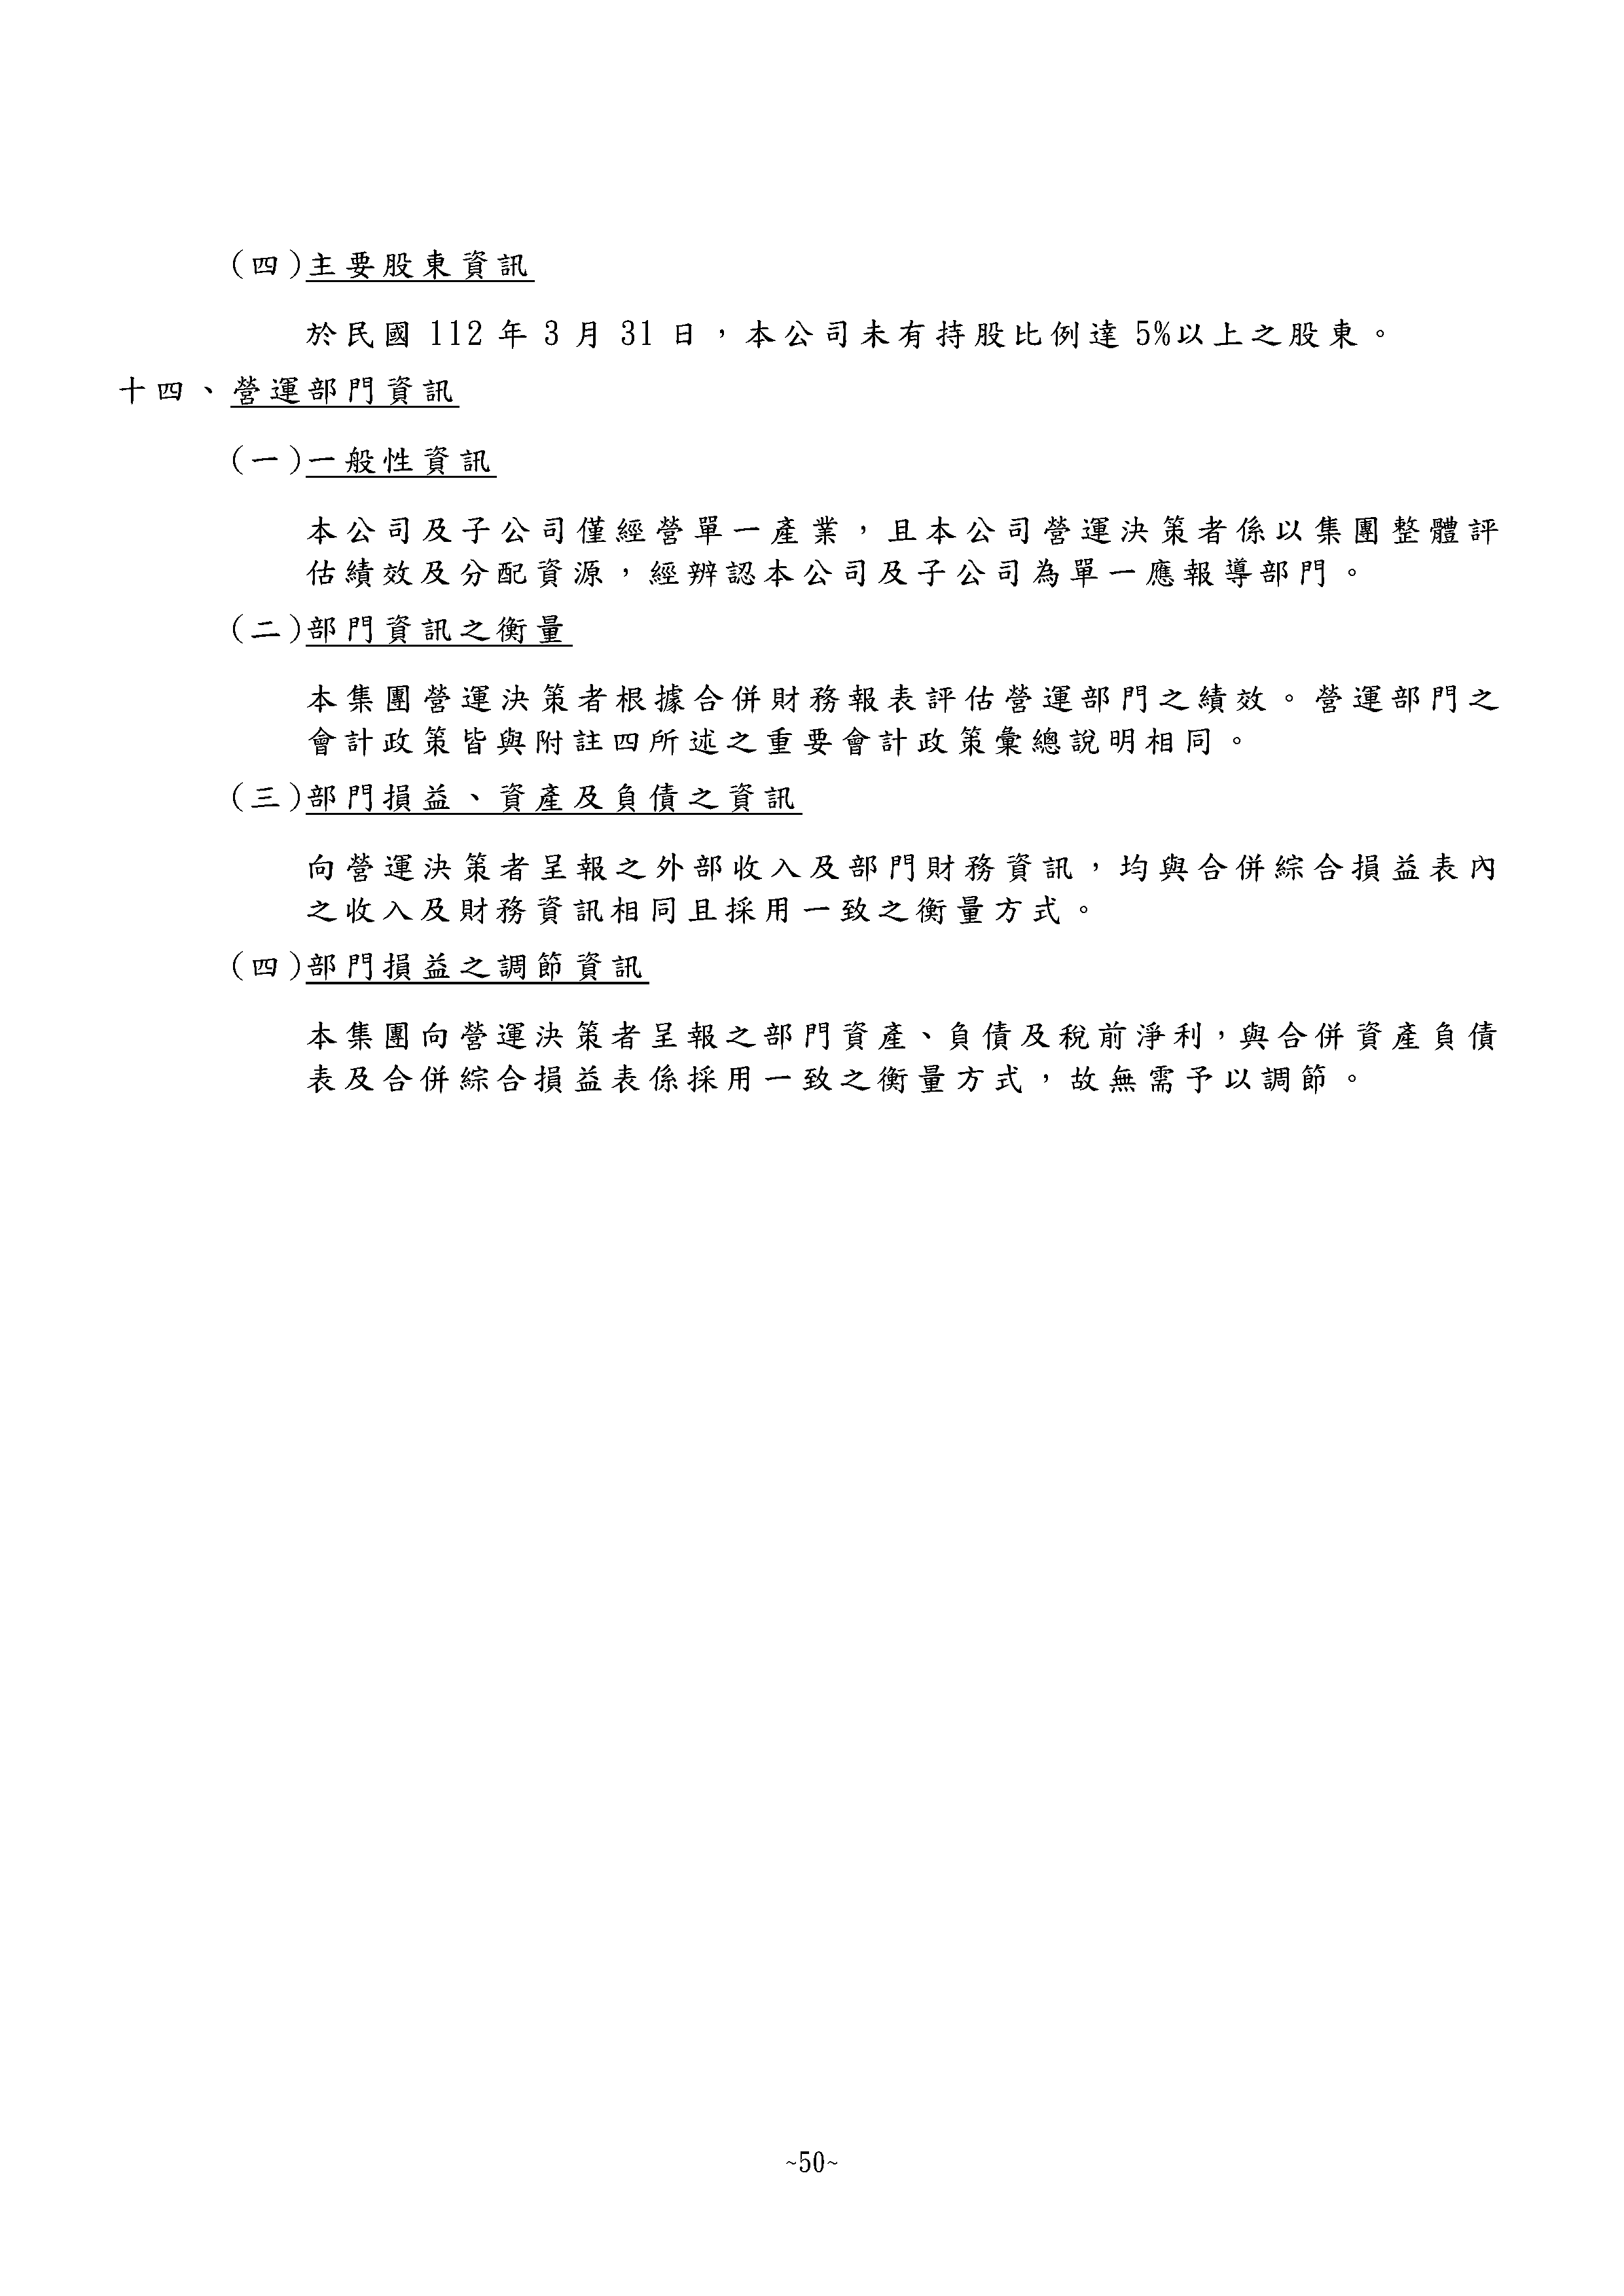 (四)主要股東資訊
於民國 112 年 3 月 31 日，本公司未有持股比例達 5%以上之股東。
十四、營運部門資訊
(一)一般性資訊
本公司及子公司僅經營單一產業，且本公司營運決策者係以集團整體評
估績效及分配資源，經辨認本公司及子公司為單一應報導部門。
(二)部門資訊之衡量
本集團營運決策者根據合併財務報表評估營運部門之績效。營運部門之
會計政策皆與附註四所述之重要會計政策彙總說明相同。
(三)部門損益、資產及負債之資訊
向營運決策者呈報之外部收入及部門財務資訊，均與合併綜合損益表內
之收入及財務資訊相同且採用一致之衡量方式。
(四)部門損益之調節資訊
本集團向營運決策者呈報之部門資產、負債及稅前淨利，與合併資產負債
表及合併綜合損益表係採用一致之衡量方式，故無需予以調節。
~50~